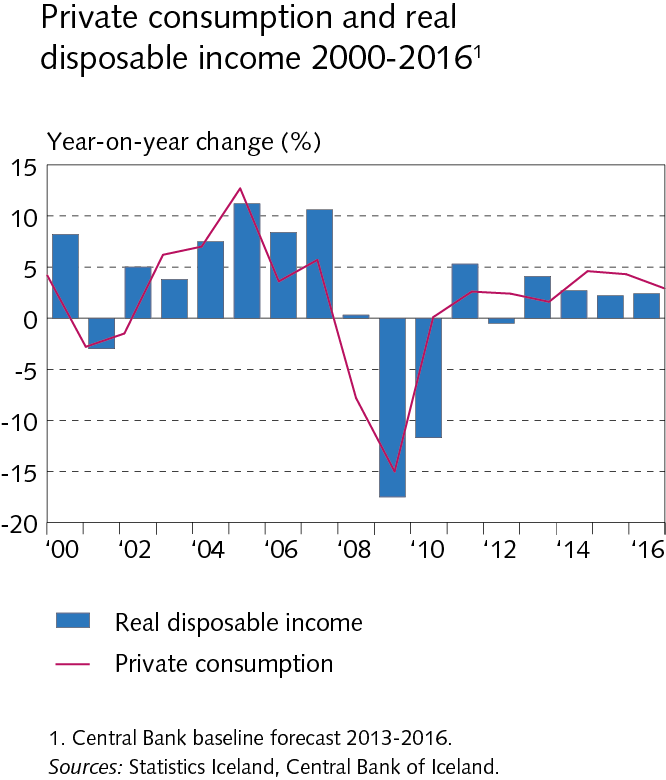 Private consumption and real
disposable income 2000-2016¹
Year-on-year change (%)
15
10
5
0
-5
-10
-15
-20
‘00 ‘02 ‘04 ‘06 ‘08 ‘10 ‘12 ‘14 ‘16
Real disposable income
Private consumption
1. Central Bank baseline forecast 2013-2016.
Sources: Statistics Iceland, Central Bank of Iceland.